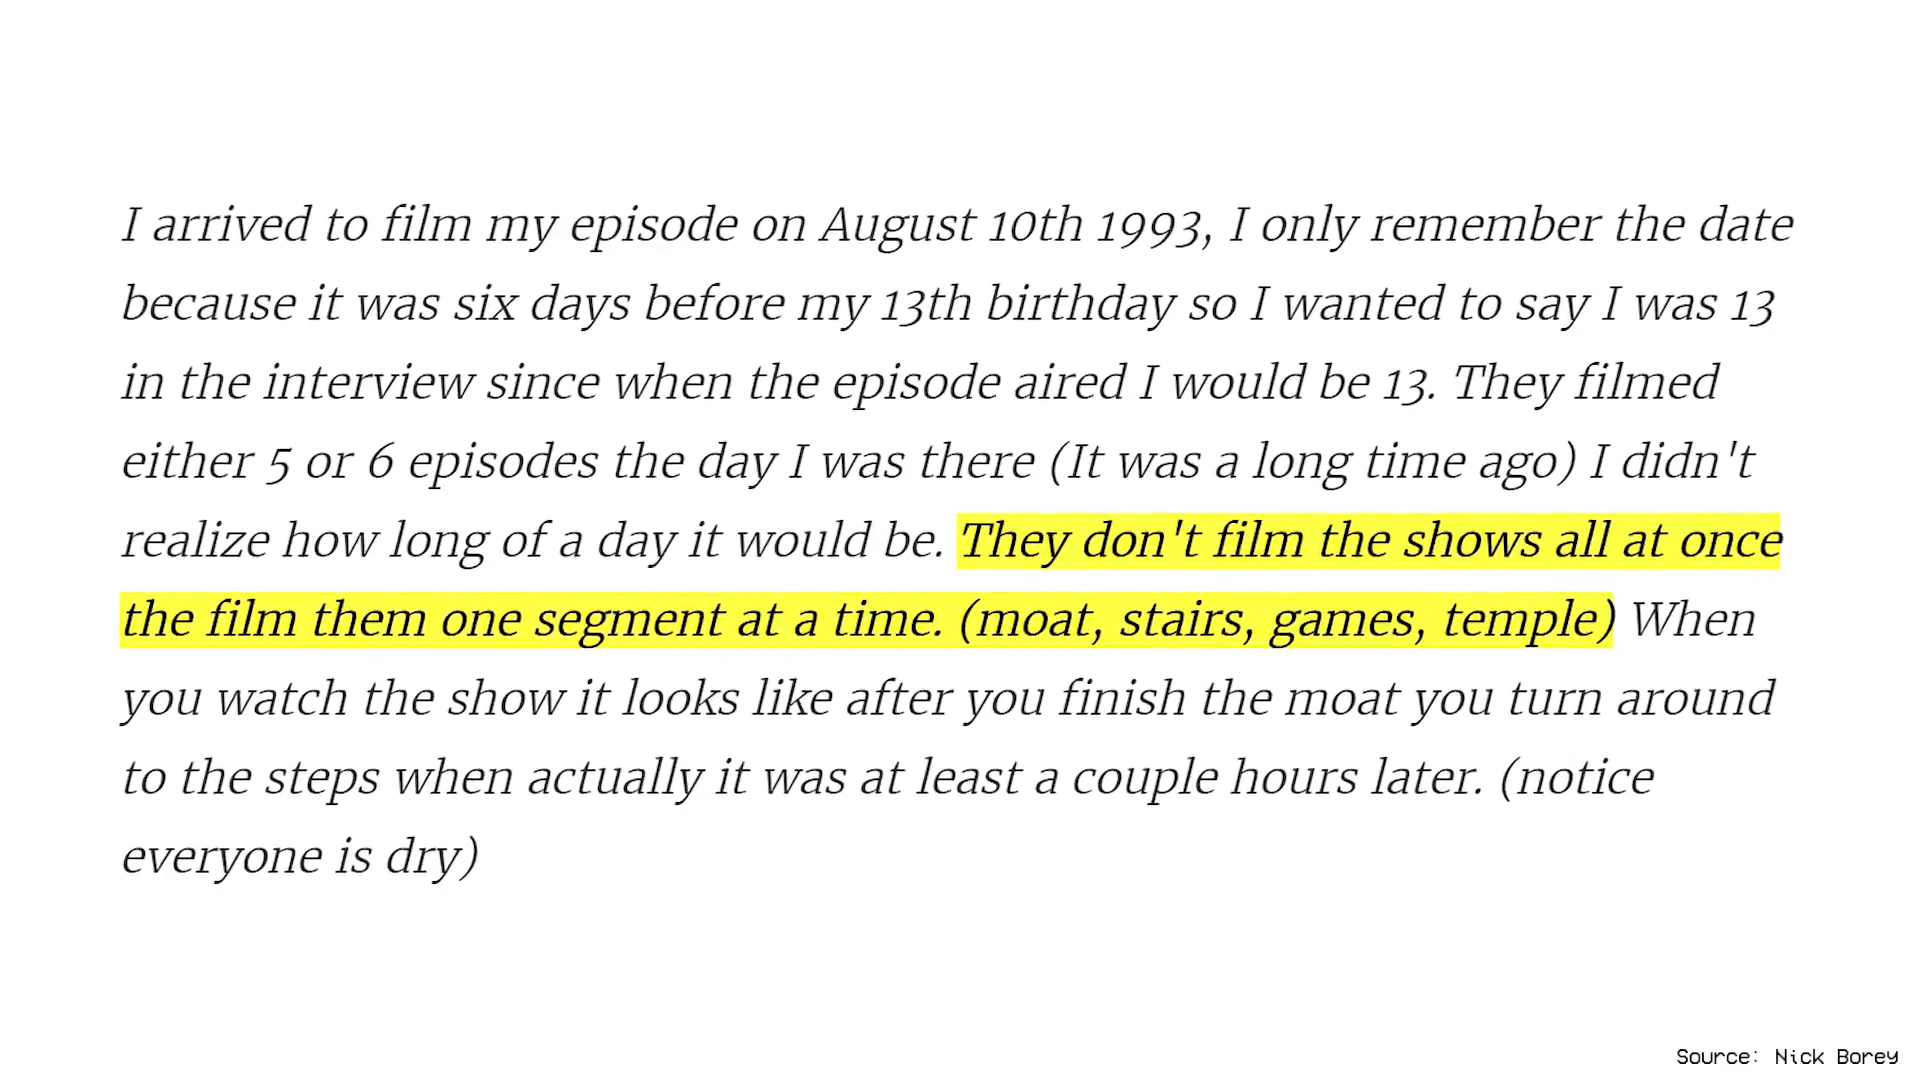 I arrived to film my episode on August 10th 1993, I only remember the date
because it was six days before my 13th birthday so I wanted to say I was 13
in the interview since when the episode aired I would be 13. They filmed
either 5 or 6 episodes the day I was there (It was a long time ago) I didn't
realize how long of a day it would be. They don't film the shows all at once
the film them one segment at a time. (moat, stairs, games, temple) When
you watch the show it looks like after you finish the moat you turn around
to the steps when actually it was at least a couple hours later. (notice
everyone is dry)
Source: Nick Borey